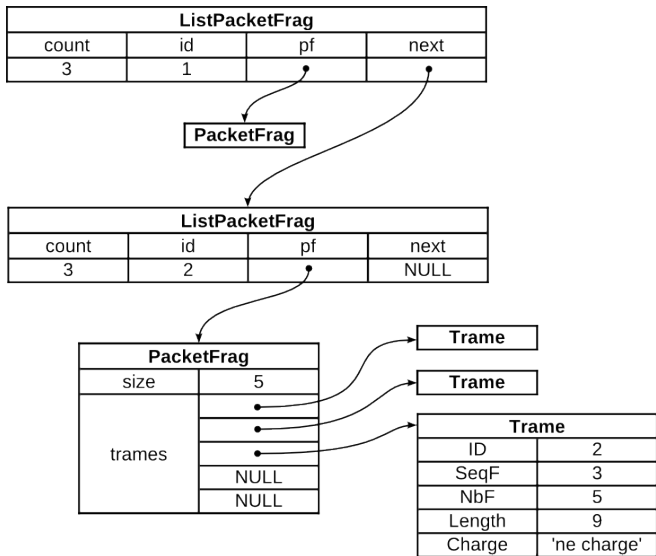 ListPacketFrag
count id pf next
3 1
PacketFrag
ListPacketFrag
count id pf next
3 2 NULL
PacketFrag
size 5
trames
NULL
NULL
Trame
Trame
Trame
ID 2
SeqF 3
NbF 5
Length 9
Charge 'ne charge'